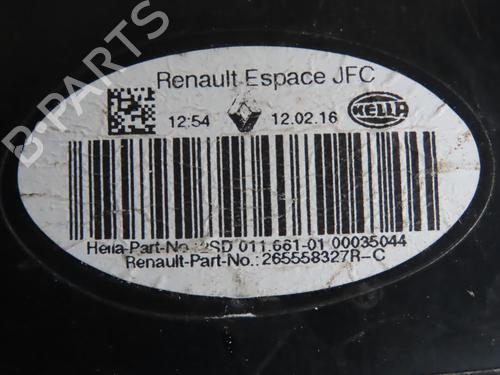 B-PARTS
Renault Espace JFC
12:54 12.02.16 HELLA
Hella-Part-No.:2SD 011.661-01 00035044
Renault-Part-No.:265558327R-C